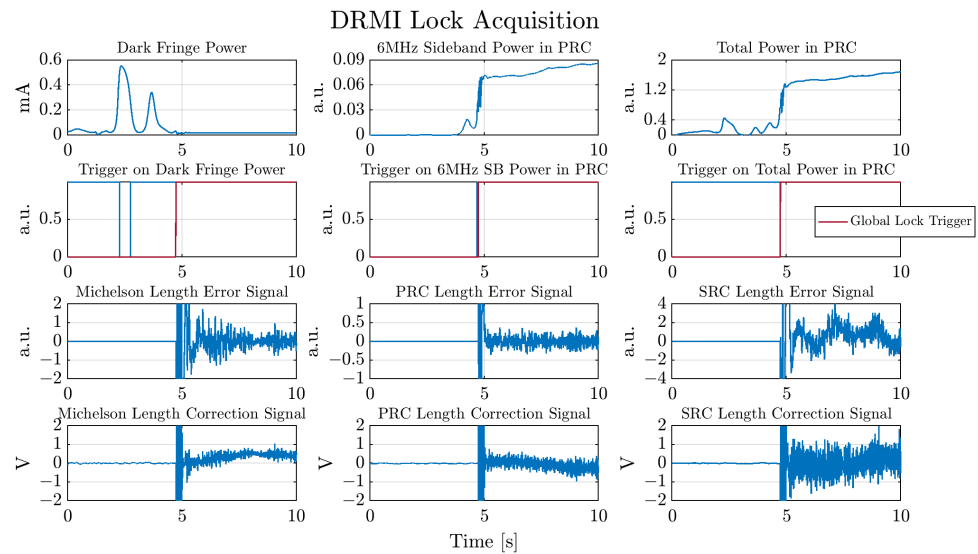 DRMI Lock Acquisition
Dark Fringe Power
6MHz Sideband Power in PRC
Total Power in PRC
mA
0.6
0.4
0.2
0
0 5 10
a.u.
0.09
0.06
0.03
0
0 5 10
a.u.
2
1.2
0.4
0
0 5 10
Trigger on Dark Fringe Power
Trigger on 6MHz SB Power in PRC
Trigger on Total Power in PRC
a.u.
0.5
0
0 5 10
a.u.
0.5
0
0 5 10
a.u.
0.5
0
0 5 10
Global Lock Trigger
Michelson Length Error Signal
PRC Length Error Signal
SRC Length Error Signal
a.u.
2
1
0
−1
−2
0 5 10
a.u.
1
0.5
0
−0.5
−1
0 5 10
a.u.
4
2
0
−2
−4
0 5 10
Michelson Length Correction Signal
PRC Length Correction Signal
SRC Length Correction Signal
V
2
1
0
−1
−2
0 5 10
V
2
1
0
−1
−2
0 5 10
V
2
1
0
−1
−2
0 5 10
Time [s]